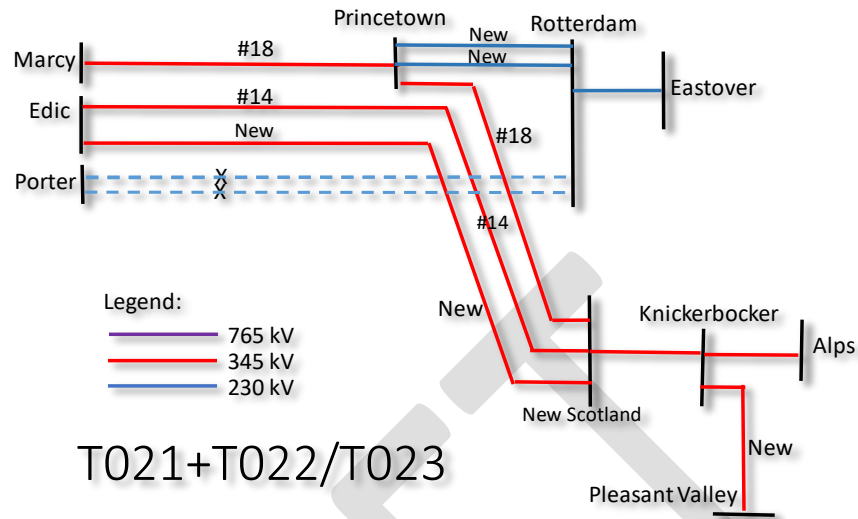 Princetown
Rotterdam
New
New
#18
Marcy
Eastover
#14
Edic
New
#18
X
X
Porter
#14
Legend:
New
Knickerbocker
765 kV
345 kV
Alps
230 kV
New Scotland
T021+T022/T023
New
Pleasant Valley